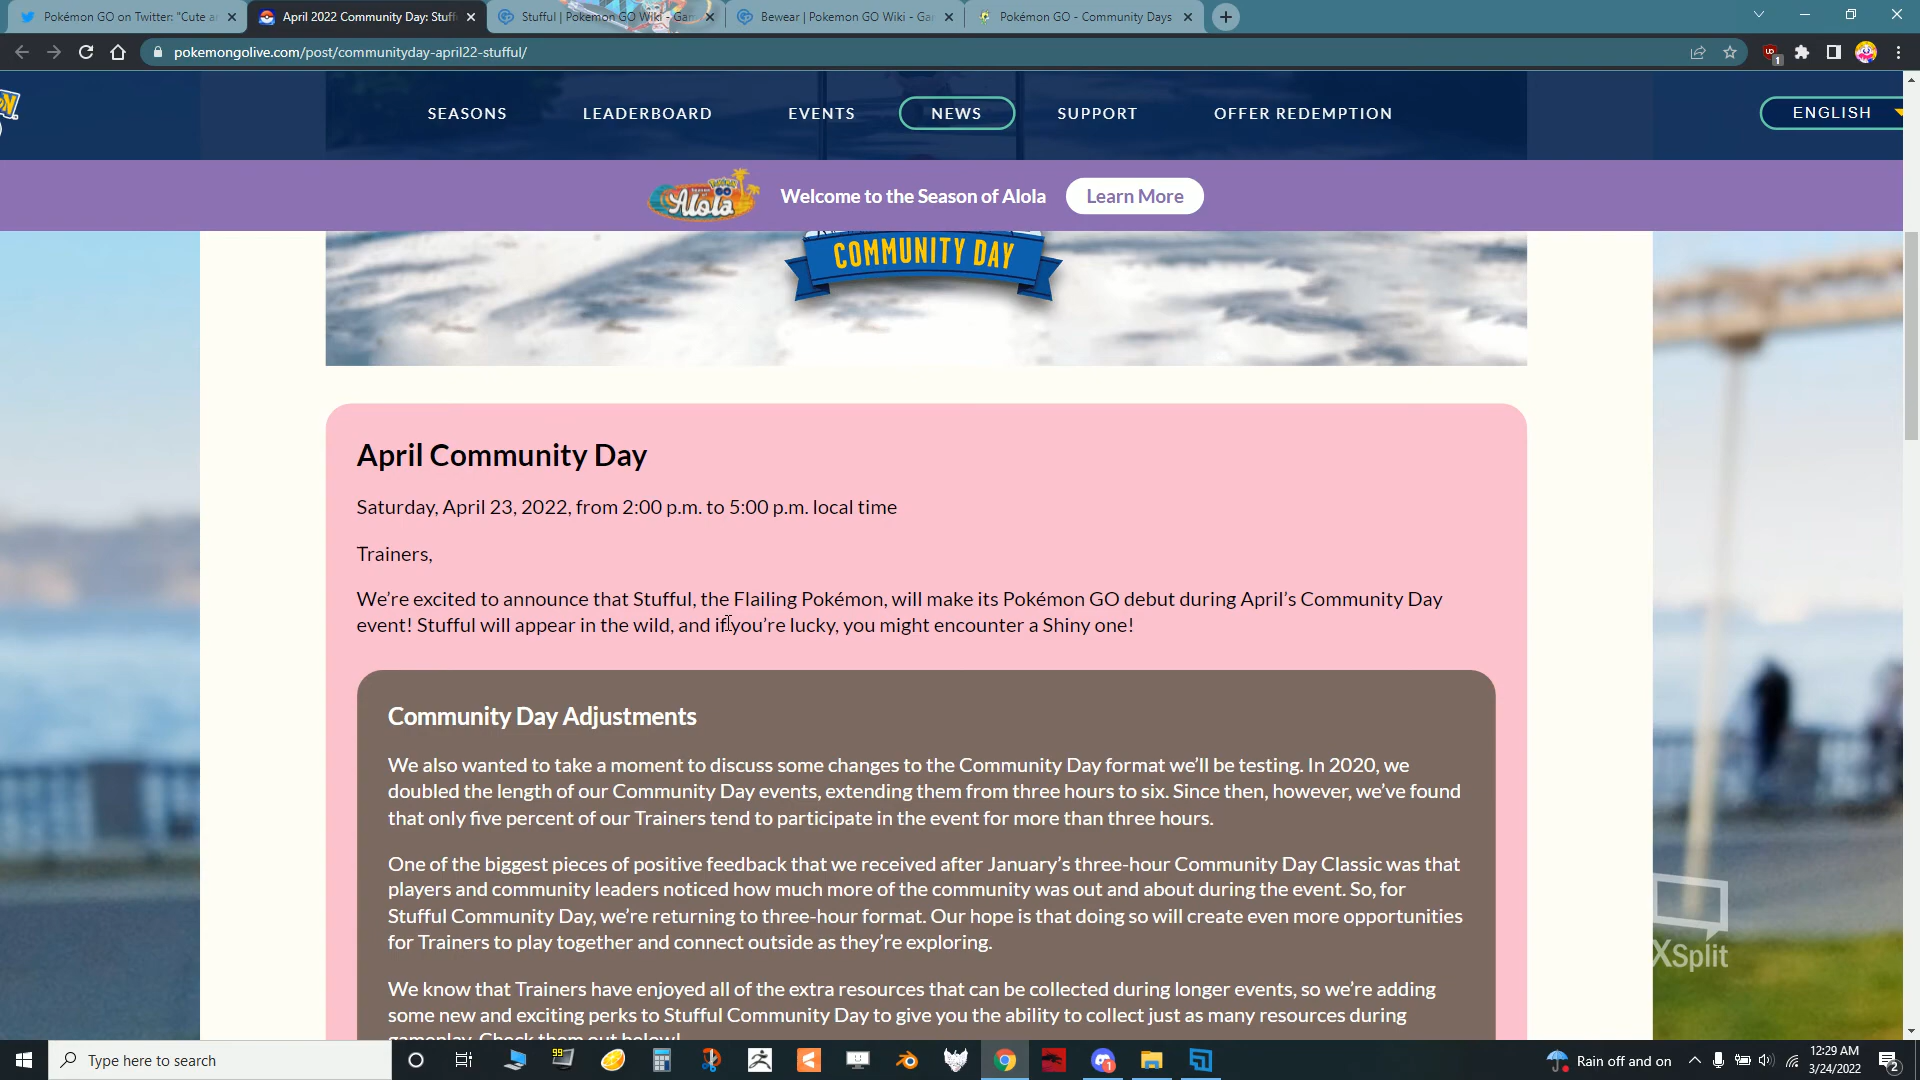 Pokémon GO on Twitter: "Cute a
April 2022 Community Day: Stuff
Stufful | Pokemon GO Wiki - Gam
Bewear | Pokemon GO Wiki - Ga
Pokémon GO - Community Days
pokemongolive.com/post/communityday-april22-stufful/
1
SEASONS
LEADERBOARD
EVENTS
NEWS
SUPPORT
OFFER REDEMPTION
ENGLISH
Alola
Welcome to the Season of Alola
Learn More
COMMUNITY DAY
April Community Day
Saturday, April 23, 2022, from 2:00 p.m. to 5:00 p.m. local time
Trainers,
We’re excited to announce that Stufful, the Flailing Pokémon, will make its Pokémon GO debut during April’s Community Day
event! Stufful will appear in the wild, and if you’re lucky, you might encounter a Shiny one!
Community Day Adjustments
We also wanted to take a moment to discuss some changes to the Community Day format we’ll be testing. In 2020, we
doubled the length of our Community Day events, extending them from three hours to six. Since then, however, we’ve found
that only five percent of our Trainers tend to participate in the event for more than three hours.
One of the biggest pieces of positive feedback that we received after January’s three-hour Community Day Classic was that
players and community leaders noticed how much more of the community was out and about during the event. So, for
Stufful Community Day, we’re returning to three-hour format. Our hope is that doing so will create even more opportunities
for Trainers to play together and connect outside as they’re exploring.
We know that Trainers have enjoyed all of the extra resources that can be collected during longer events, so we’re adding
some new and exciting perks to Stufful Community Day to give you the ability to collect just as many resources during
gameplay. Check them out below!
XSplit
Type here to search
99
1
Rain off and on
12:29 AM
3/24/2022
2